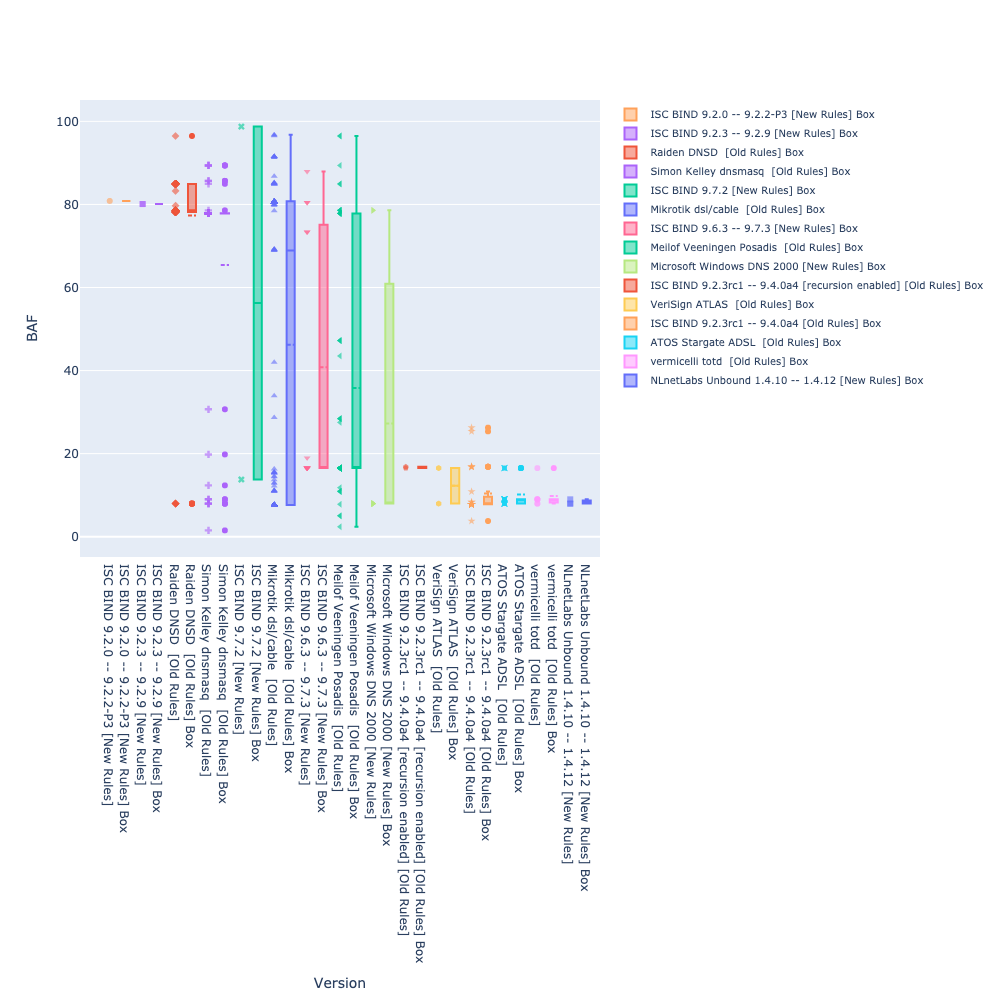 100
80
60
40
20
0
BAF
ISC BIND 9.2.0 -- 9.2.2-P3 [New Rules]
ISC BIND 9.2.0 -- 9.2.2-P3 [New Rules] Box
ISC BIND 9.2.3 -- 9.2.9 [New Rules]
ISC BIND 9.2.3 -- 9.2.9 [New Rules] Box
Raiden DNSD  [Old Rules]
Raiden DNSD  [Old Rules] Box
Simon Kelley dnsmasq  [Old Rules]
Simon Kelley dnsmasq  [Old Rules] Box
ISC BIND 9.7.2 [New Rules]
ISC BIND 9.7.2 [New Rules] Box
Mikrotik dsl/cable  [Old Rules]
Mikrotik dsl/cable  [Old Rules] Box
ISC BIND 9.6.3 -- 9.7.3 [New Rules]
ISC BIND 9.6.3 -- 9.7.3 [New Rules] Box
Meilof Veeningen Posadis  [Old Rules]
Meilof Veeningen Posadis  [Old Rules] Box
Microsoft Windows DNS 2000 [New Rules]
Microsoft Windows DNS 2000 [New Rules] Box
ISC BIND 9.2.3rc1 -- 9.4.0a4 [recursion enabled] [Old Rules]
ISC BIND 9.2.3rc1 -- 9.4.0a4 [recursion enabled] [Old Rules] Box
VeriSign ATLAS  [Old Rules]
VeriSign ATLAS  [Old Rules] Box
ISC BIND 9.2.3rc1 -- 9.4.0a4 [Old Rules]
ISC BIND 9.2.3rc1 -- 9.4.0a4 [Old Rules] Box
ATOS Stargate ADSL  [Old Rules]
ATOS Stargate ADSL  [Old Rules] Box
vermicelli totd  [Old Rules]
vermicelli totd  [Old Rules] Box
NLnetLabs Unbound 1.4.10 -- 1.4.12 [New Rules]
NLnetLabs Unbound 1.4.10 -- 1.4.12 [New Rules] Box
Version
ISC BIND 9.2.0 -- 9.2.2-P3 [New Rules] Box
ISC BIND 9.2.3 -- 9.2.9 [New Rules] Box
Raiden DNSD  [Old Rules] Box
Simon Kelley dnsmasq  [Old Rules] Box
ISC BIND 9.7.2 [New Rules] Box
Mikrotik dsl/cable  [Old Rules] Box
ISC BIND 9.6.3 -- 9.7.3 [New Rules] Box
Meilof Veeningen Posadis  [Old Rules] Box
Microsoft Windows DNS 2000 [New Rules] Box
ISC BIND 9.2.3rc1 -- 9.4.0a4 [recursion enabled] [Old Rules] Box
VeriSign ATLAS  [Old Rules] Box
ISC BIND 9.2.3rc1 -- 9.4.0a4 [Old Rules] Box
ATOS Stargate ADSL  [Old Rules] Box
vermicelli totd  [Old Rules] Box
NLnetLabs Unbound 1.4.10 -- 1.4.12 [New Rules] Box